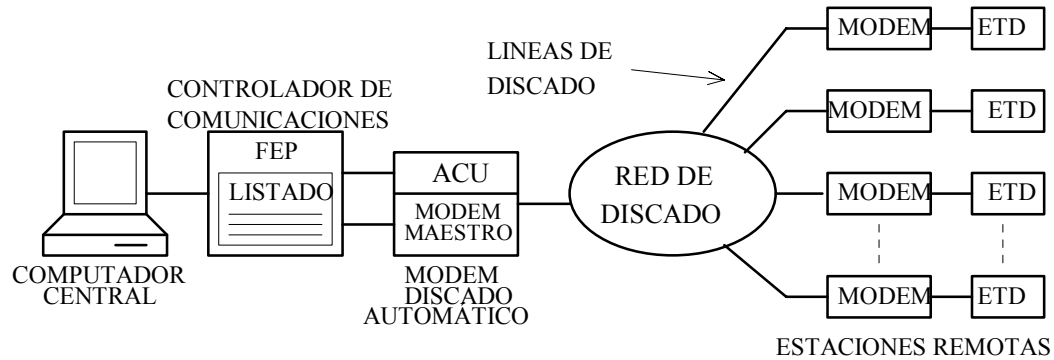 MODEM ETD
LINEAS DE
DISCADO
CONTROLADOR DE
COMUNICACIONES
FEP
LISTADO
ACU
MODEM
MAESTRO
RED DE
DISCADO
MODEM ETD
MODEM ETD
MODEM ETD
COMPUTADOR
CENTRAL
MODEM
DISCADO
AUTOMÁTICO
ESTACIONES REMOTAS